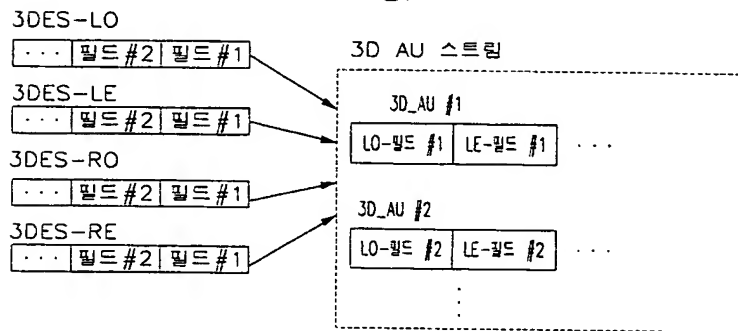 3DES-LO
··· 필드#2 필드#1
3DES-LE
··· 필드#2 필드#1
3DES-RO
··· 필드#2 필드#1
3DES-RE
··· 필드#2 필드#1
3D AU 스트림
3D_AU #1
LO-필드 #1 LE-필드 #1 ···
3D_AU #2
LO-필드 #2 LE-필드 #2 ···